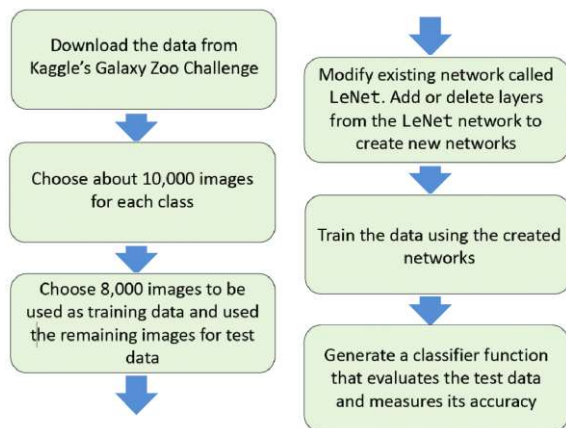 Download the data from
Kaggle's Galaxy Zoo Challenge
Choose about 10,000 images
for each class
Choose 8,000 images to be
used as training data and used
the remaining images for test
data
Modify existing network called
LeNet. Add or delete layers
from the LeNet network to
create new networks
Train the data using the created
networks
Generate a classifier function
that evaluates the test data
and measures its accuracy